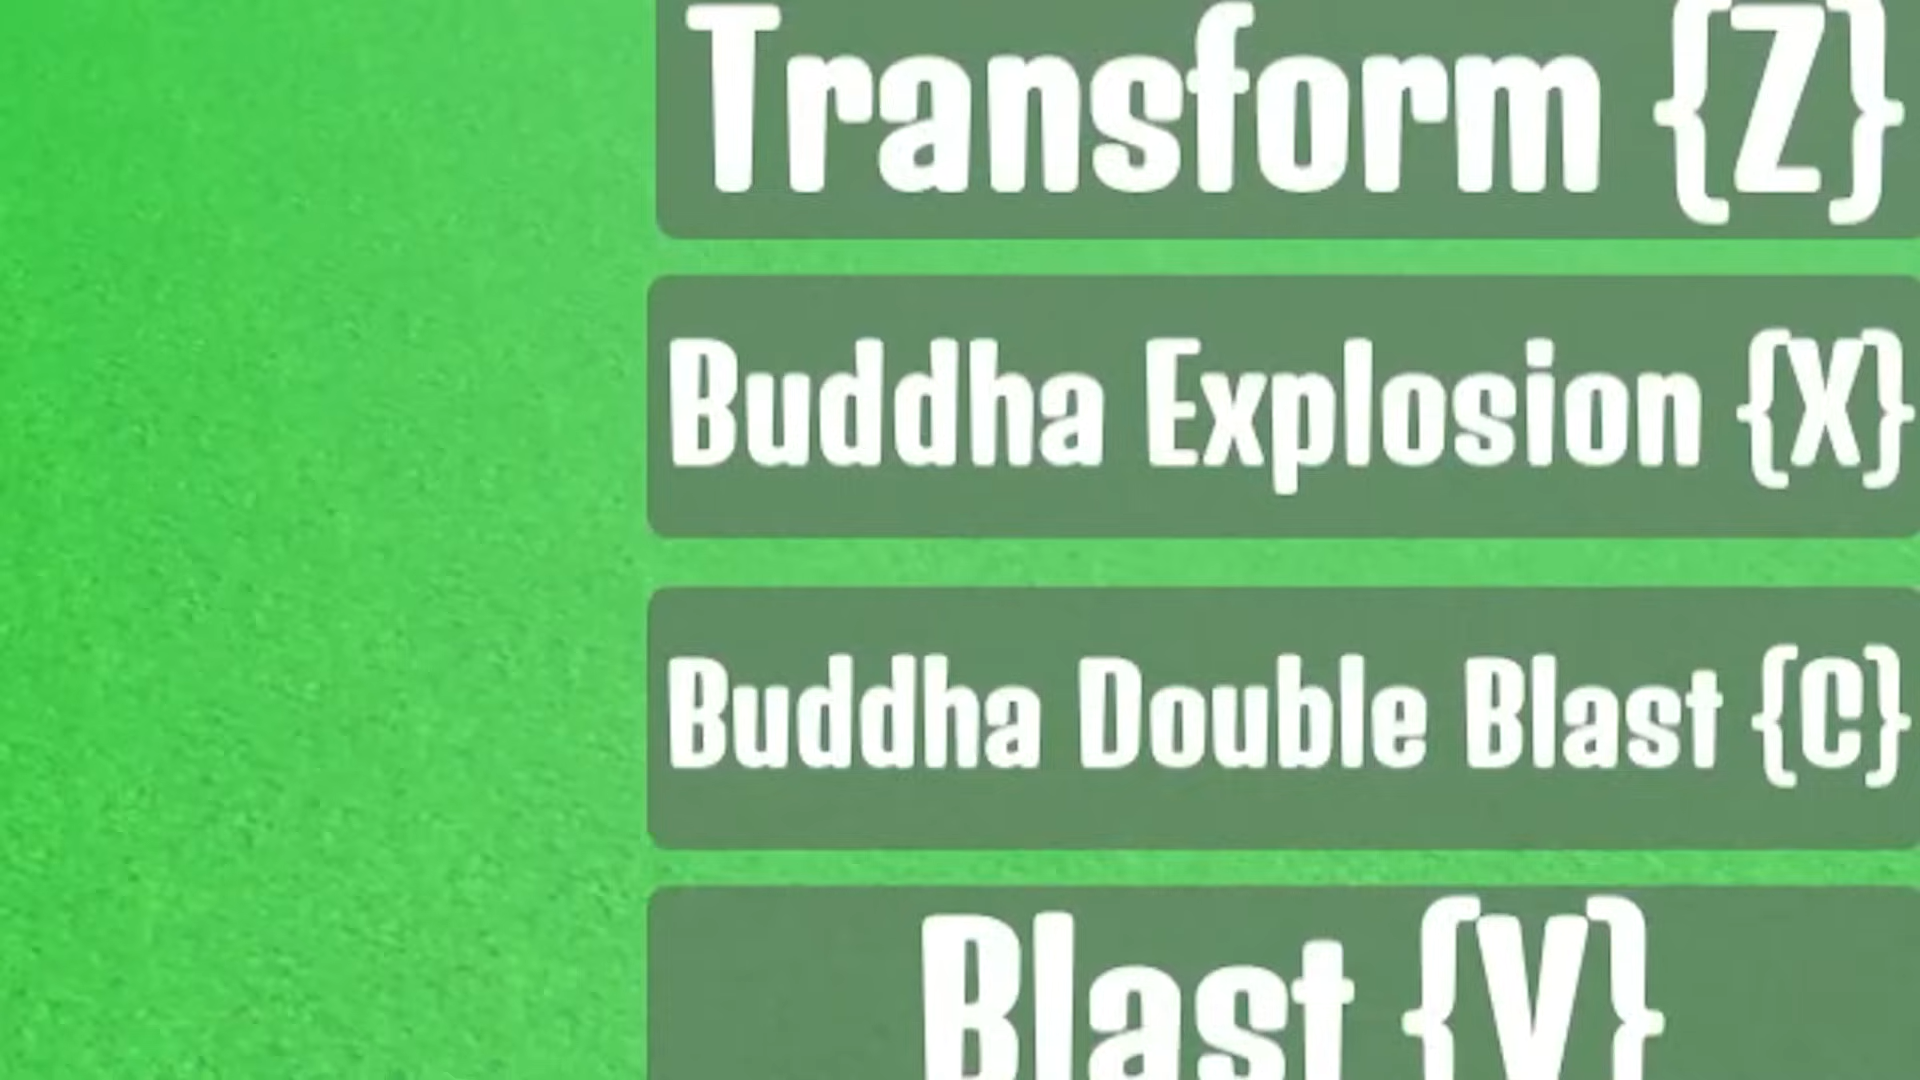 Transform {Z}
Buddha Explosion {X}
Buddha Double Blast {C}
Blast {V}